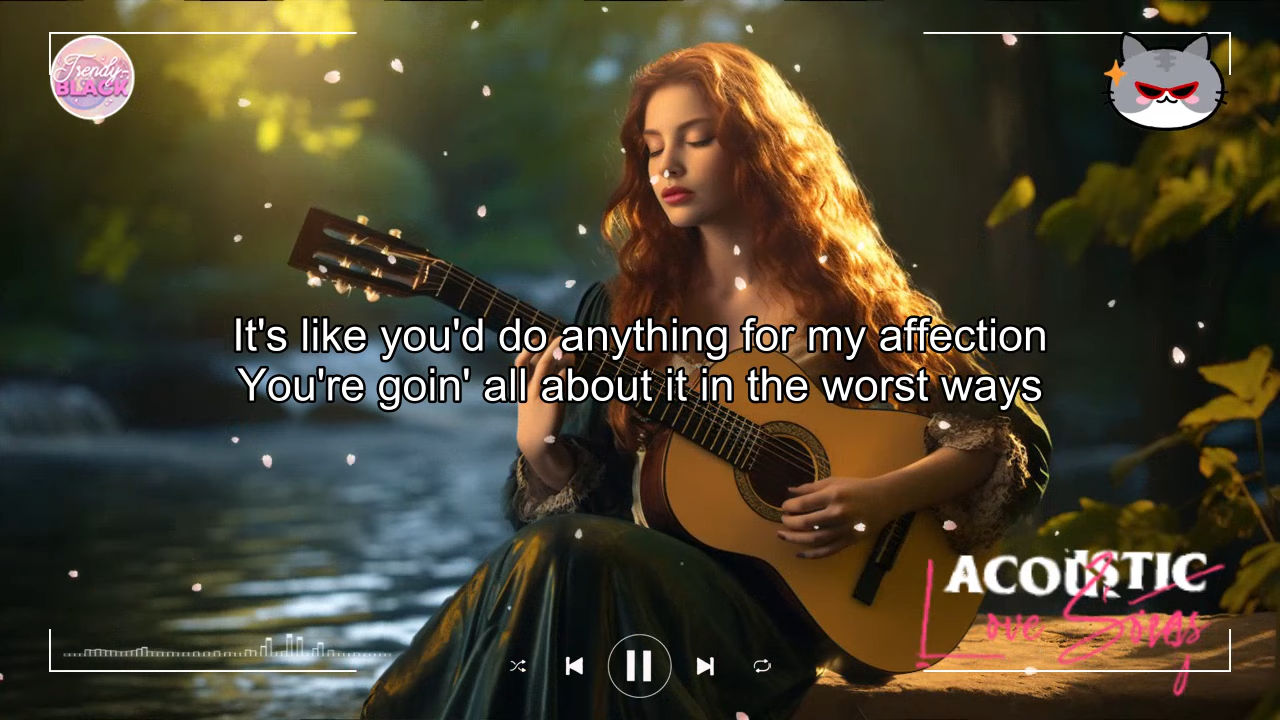 Trendy
BLACK
It's like you'd do anything for my affection
You're goin' all about it in the worst ways
ACOUSTIC
Love Songs